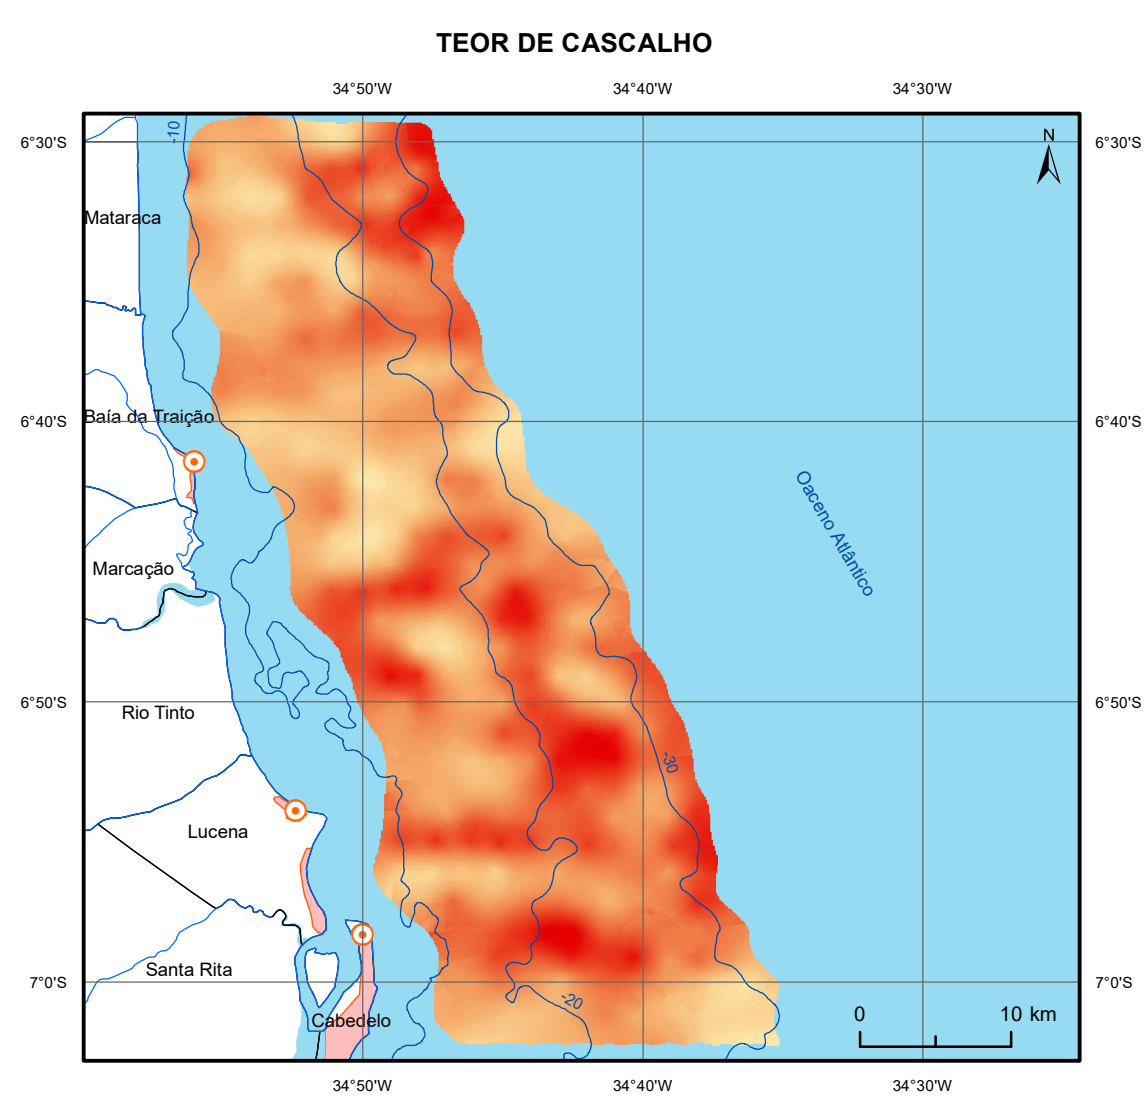 TEOR DE CASCALHO
34°50'W 34°40'W 34°30'W
6°30'S 6°30'S
-10
N
Mataraca
Baía da Traição
6°40'S 6°40'S
Oaceno Atlântico
Marcação
6°50'S 6°50'S
Rio Tinto
-30
Lucena
Santa Rita
7°0'S 7°0'S
-20
Cabedelo
0 10 km
34°50'W 34°40'W 34°30'W